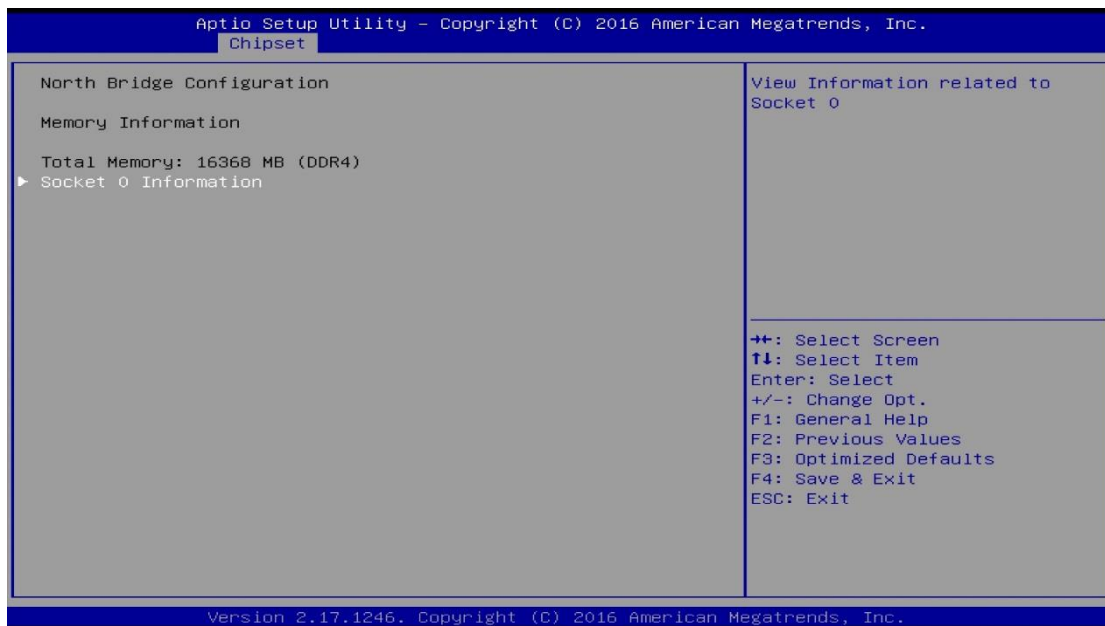 Aptio Setup Utility – Copyright (C) 2016 American Megatrends, Inc.
Chipset
North Bridge Configuration
Memory Information
Total Memory: 16368 MB (DDR4)
► Socket 0 Information
View Information related to
Socket 0
→←: Select Screen
↑↓: Select Item
Enter: Select
+/-: Change Opt.
F1: General Help
F2: Previous Values
F3: Optimized Defaults
F4: Save & Exit
ESC: Exit
Version 2.17.1246. Copyright (C) 2016 American Megatrends, Inc.